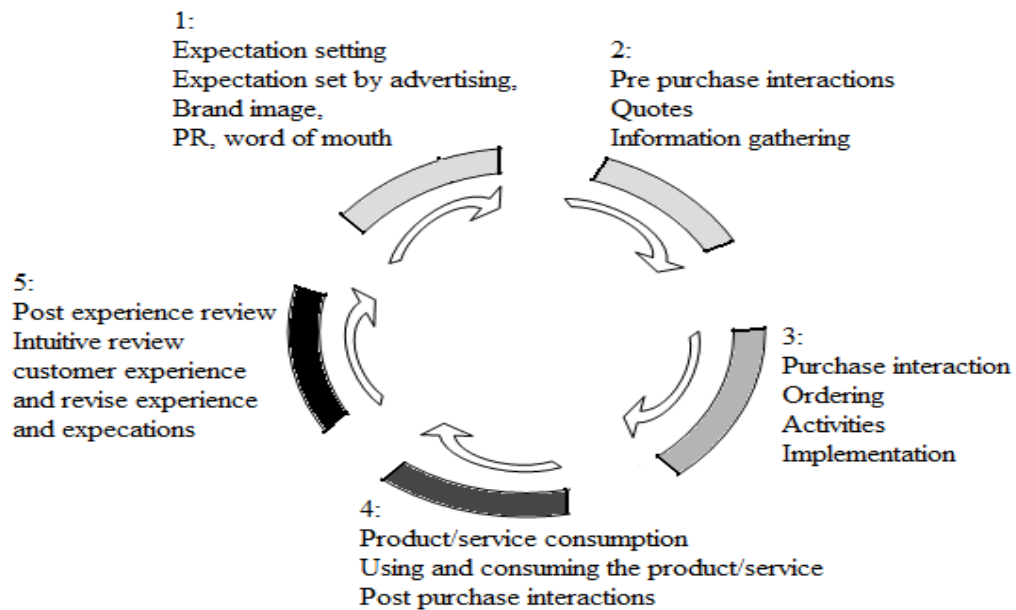 1:
Expectation setting
Expectation set by advertising,
Brand image,
PR, word of mouth
2:
Pre purchase interactions
Quotes
Information gathering
3:
Purchase interaction
Ordering
Activities
Implementation
4:
Product/service consumption
Using and consuming the product/service
Post purchase interactions
5:
Post experience review
Intuitive review
customer experience
and revise experience
and expecations